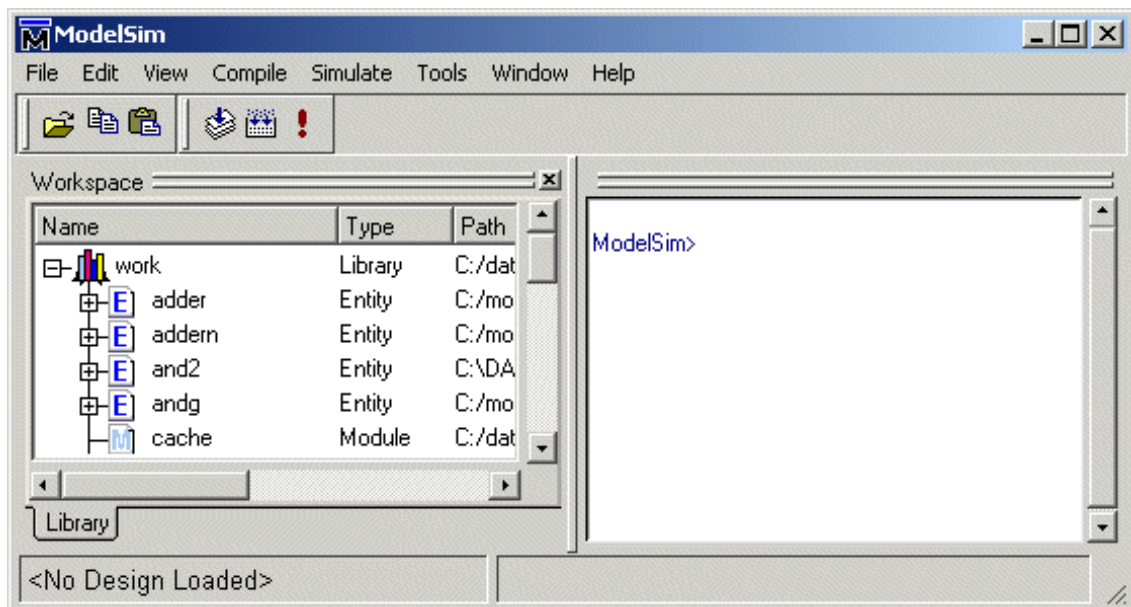 ModelSim
File Edit View Compile Simulate Tools Window Help
Workspace
Name Type Path
work Library C:/dat
adder Entity C:/mo
addern Entity C:/mo
and2 Entity C:\DA
andg Entity C:/mo
cache Module C:/dat
Library
ModelSim>
<No Design Loaded>